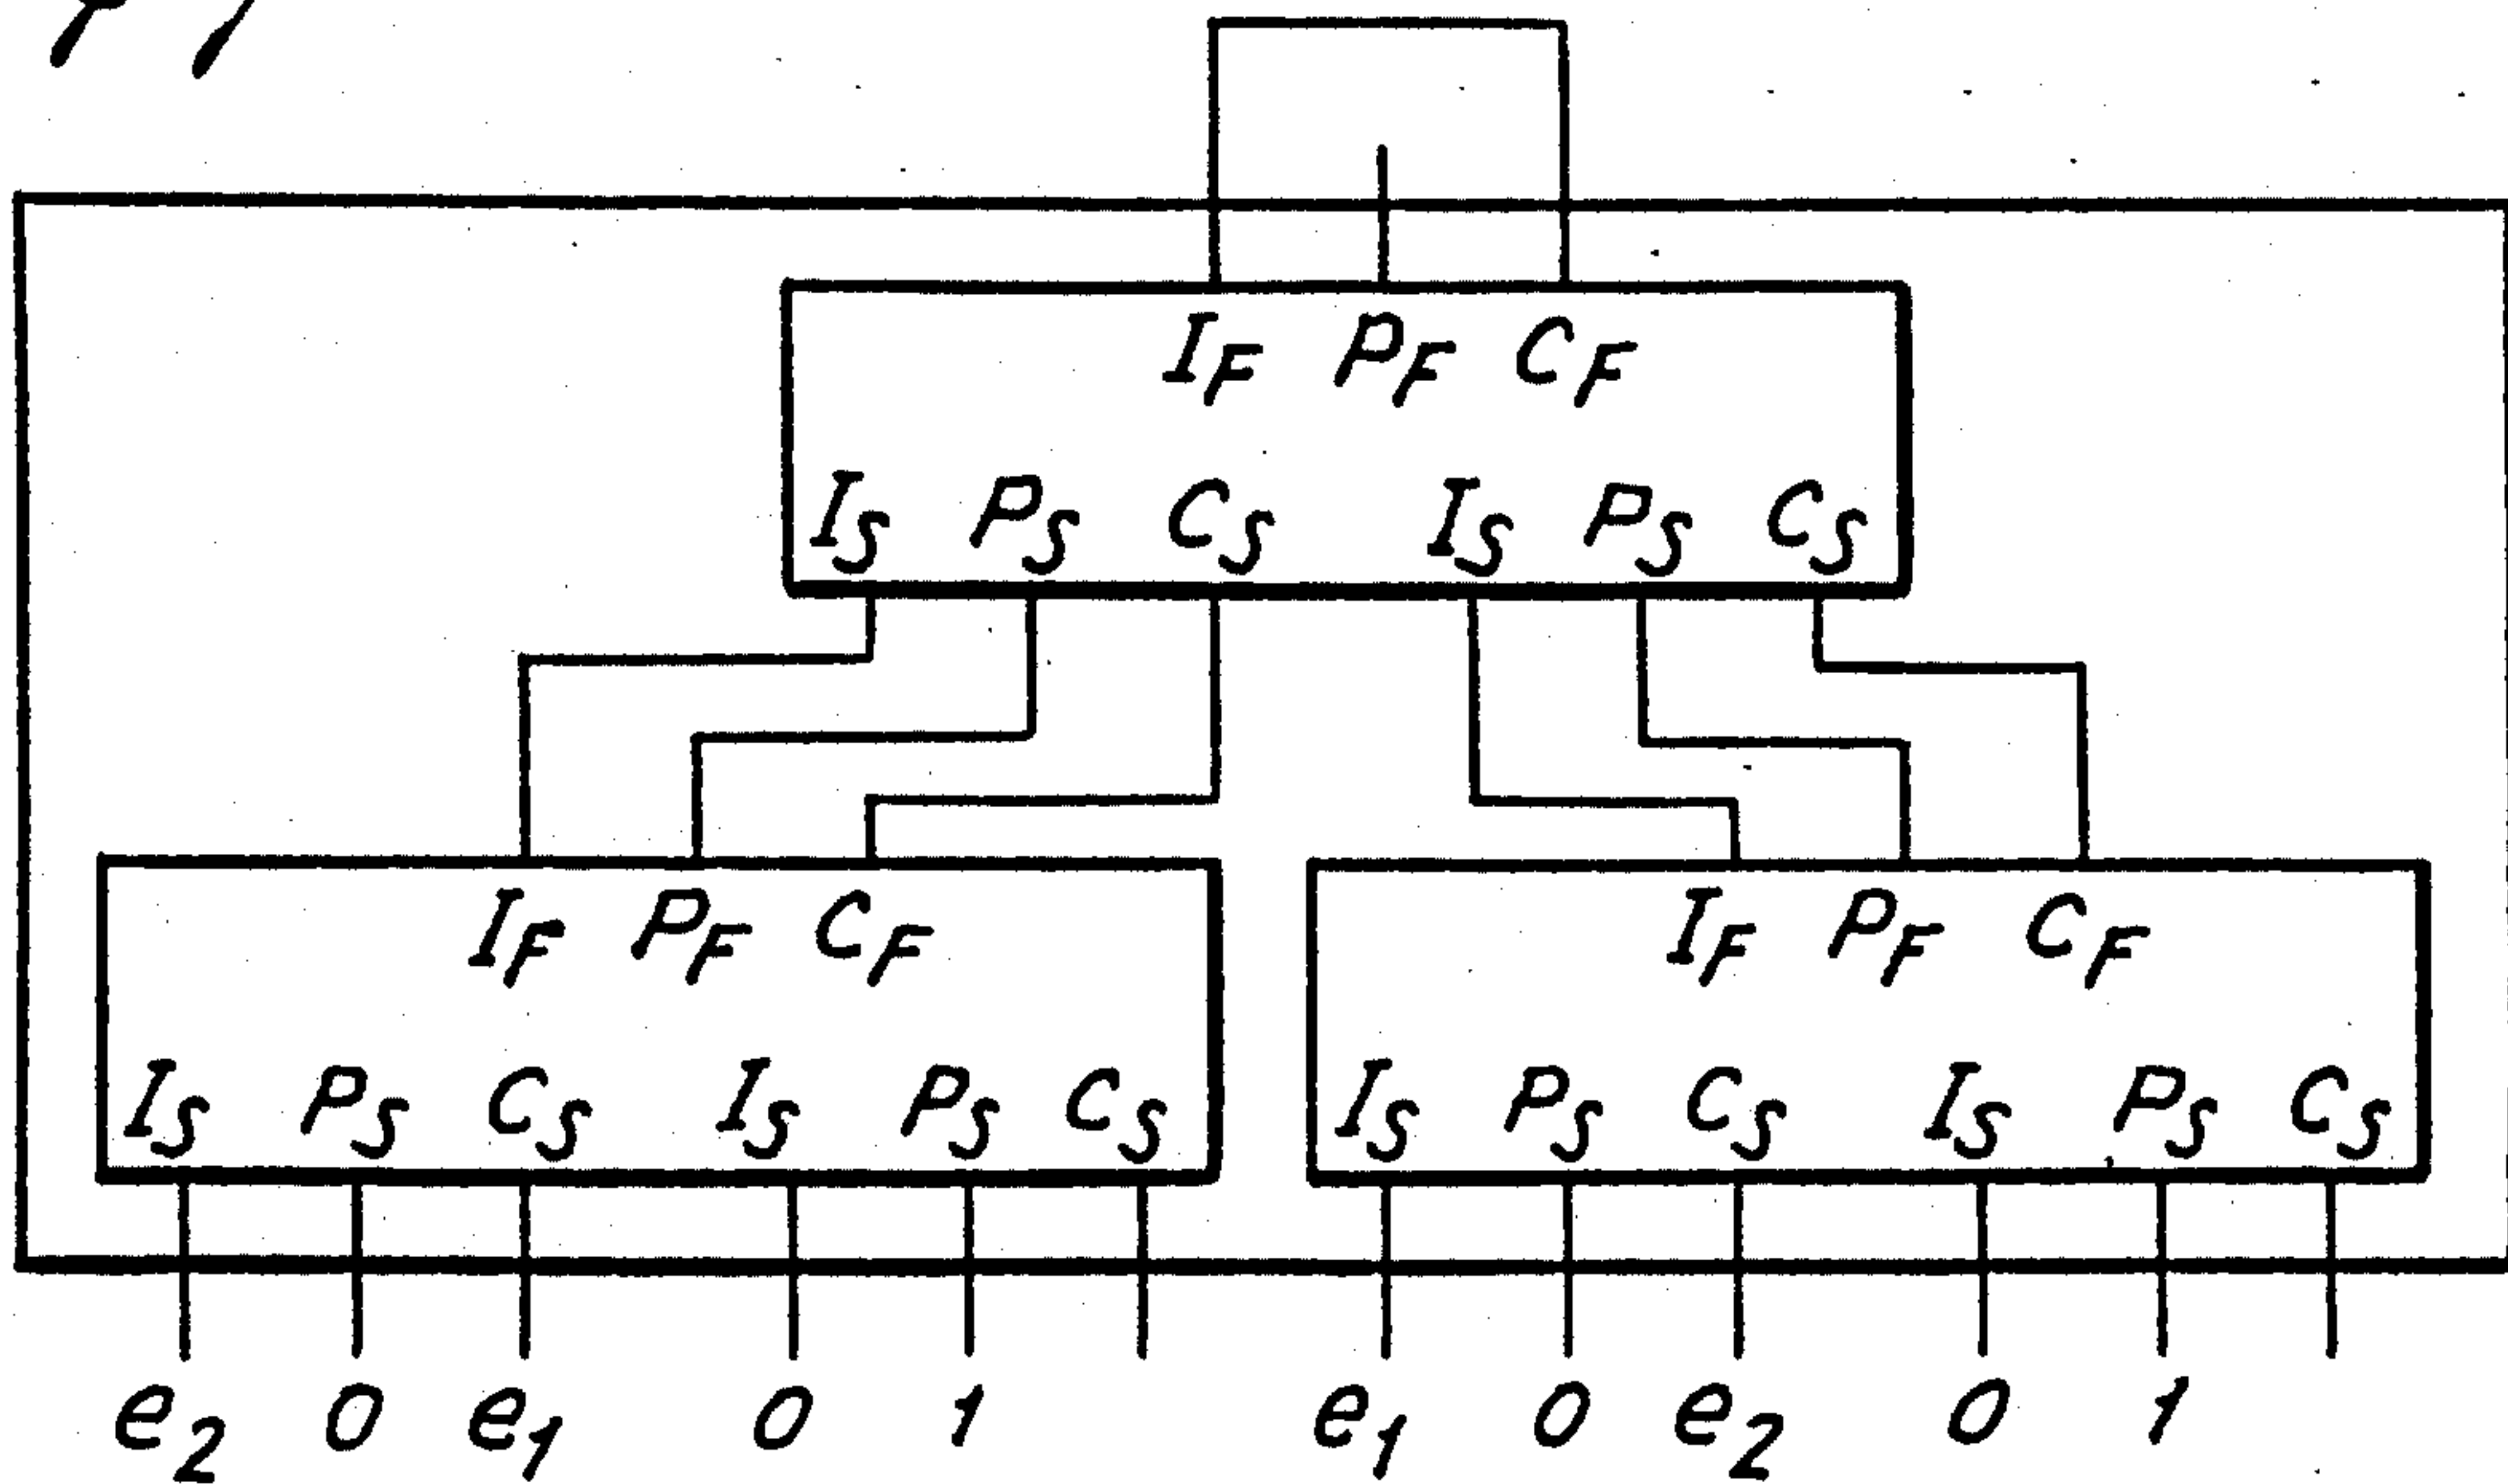 I_F P_F C_F
I_S P_S C_S I_S P_S C_S
I_F P_F C_F I_F P_F C_F
I_S P_S C_S I_S P_S C_S I_S P_S C_S I_S P_S C_S
e_2 0 e_1 0 1 e_1 0 e_2 0 1